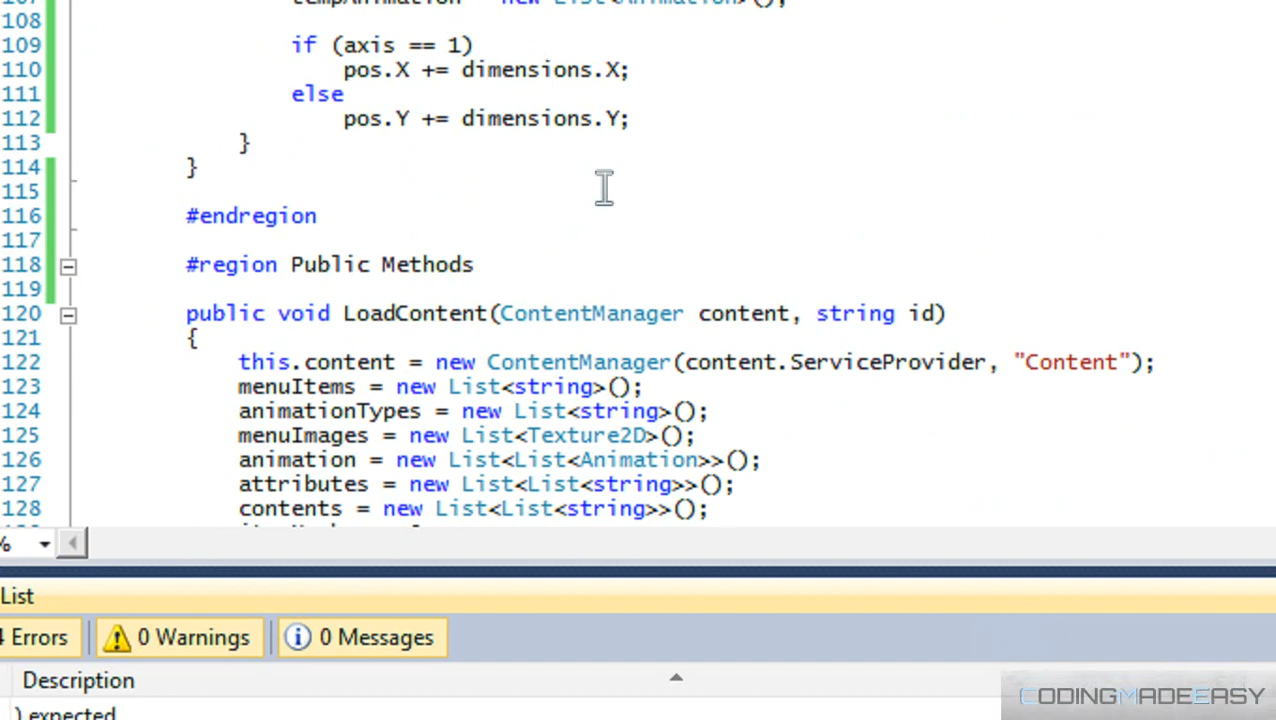 108
109 if (axis == 1)
110 pos.X += dimensions.X;
111 else
112 pos.Y += dimensions.Y;
113 }
114 }
115
116 #endregion
117
118 #region Public Methods
119
120 public void LoadContent(ContentManager content, string id)
121 {
122 this.content = new ContentManager(content.ServiceProvider, "Content");
123 menuItems = new List<string>();
124 animationTypes = new List<string>();
125 menuImages = new List<Texture2D>();
126 animation = new List<List<Animation>>();
127 attributes = new List<List<string>>();
128 contents = new List<List<string>>();
%
List
4 Errors 0 Warnings 0 Messages
Description
) expected
CODINGMADEEASY